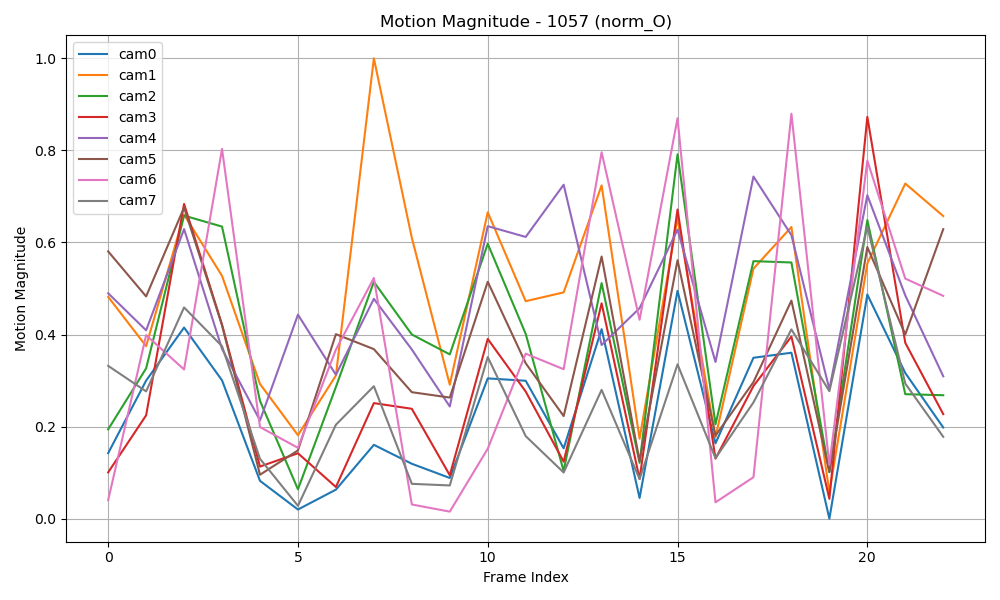 Motion Magnitude - 1057 (norm_O)
cam0
cam1
cam2
cam3
cam4
cam5
cam6
cam7
1.0
0.8
0.6
0.4
0.2
0.0
Motion Magnitude
0 5 10 15 20
Frame Index